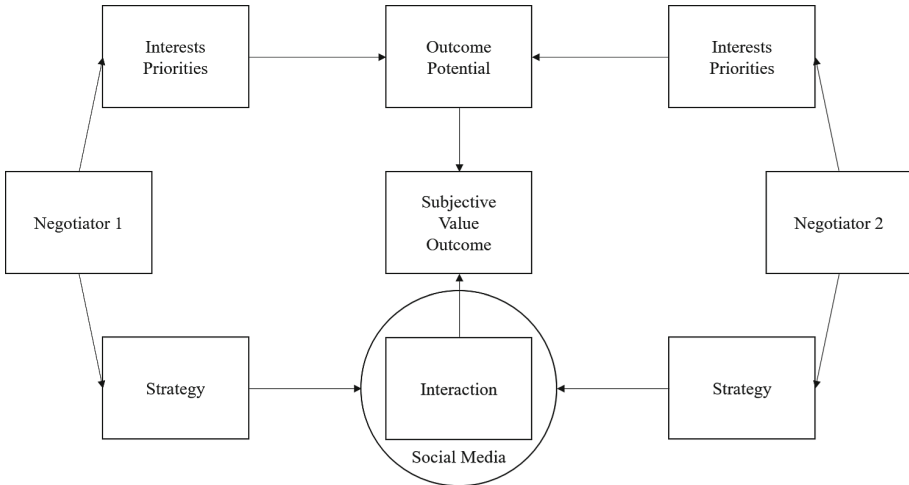 Interests
Priorities
Outcome
Potential
Interests
Priorities
Negotiator 1
Subjective
Value
Outcome
Negotiator 2
Strategy
Interaction
Strategy
Social Media